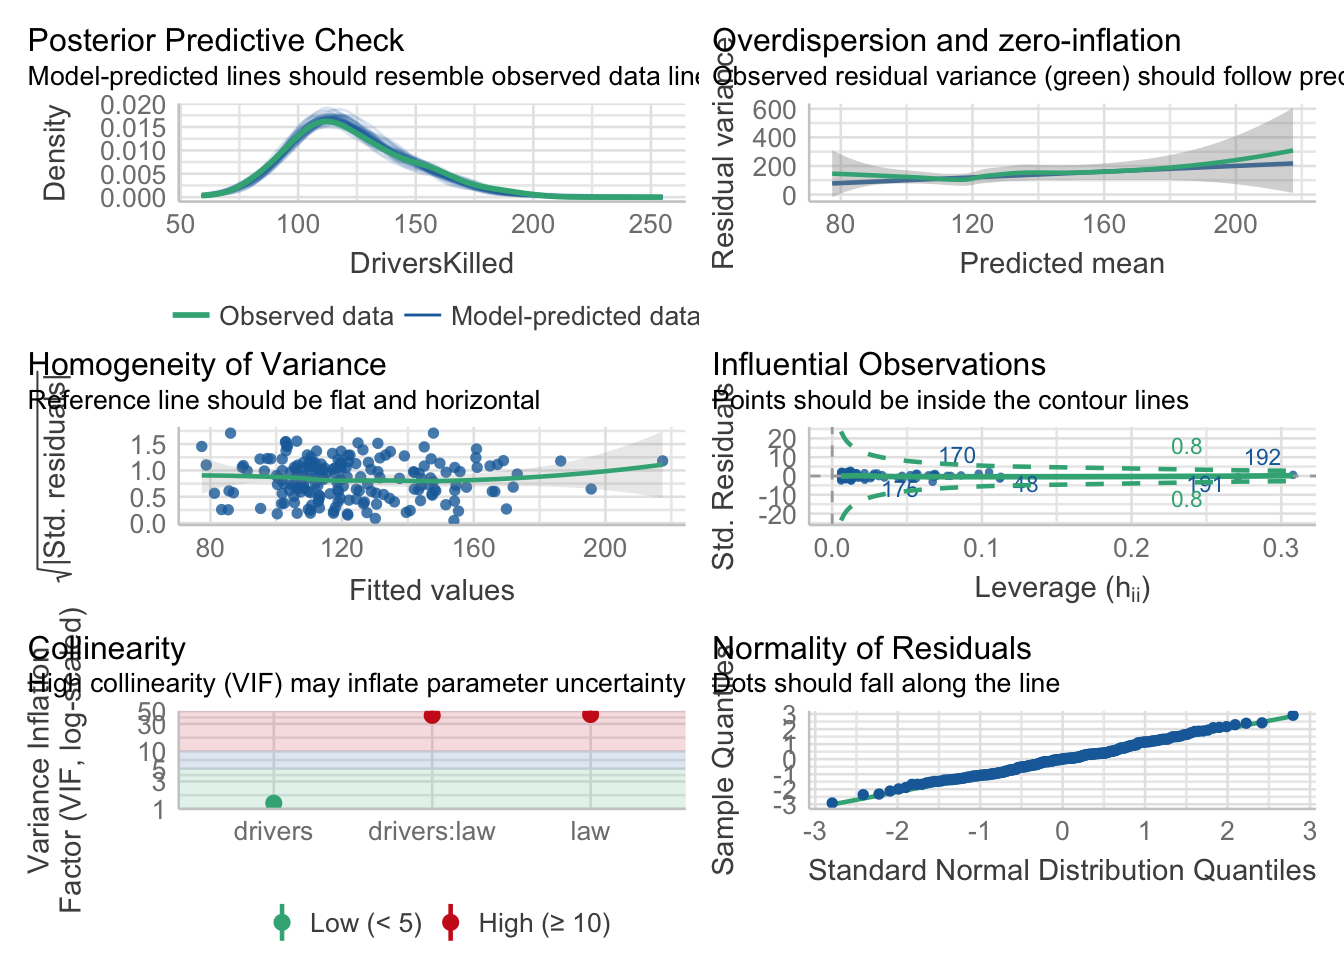 Posterior Predictive Check
Model-predicted lines should resemble observed data line
Density
0.020
0.015
0.010
0.005
0.000
50 100 150 200 250
DriversKilled
Observed data Model-predicted data
Overdispersion and zero-inflation
Observed residual variance (green) should follow pred
Residual variance
600
400
200
0
80 120 160 200
Predicted mean
Homogeneity of Variance
Reference line should be flat and horizontal
√|Std. residuals|
1.5
1.0
0.5
0.0
80 120 160 200
Fitted values
Influential Observations
Points should be inside the contour lines
Std. Residuals
20
10
0
-10
-20
0.8
170
192
175
48
191
0.8
0.0 0.1 0.2 0.3
Leverage (hii)
Collinearity
High collinearity (VIF) may inflate parameter uncertainty
Variance Inflation
Factor (VIF, log-scaled)
50
30
10
5
3
1
drivers drivers:law law
Low (< 5) High (≥ 10)
Normality of Residuals
Dots should fall along the line
Sample Quantiles
3
2
1
0
-1
-2
-3
-3 -2 -1 0 1 2 3
Standard Normal Distribution Quantiles